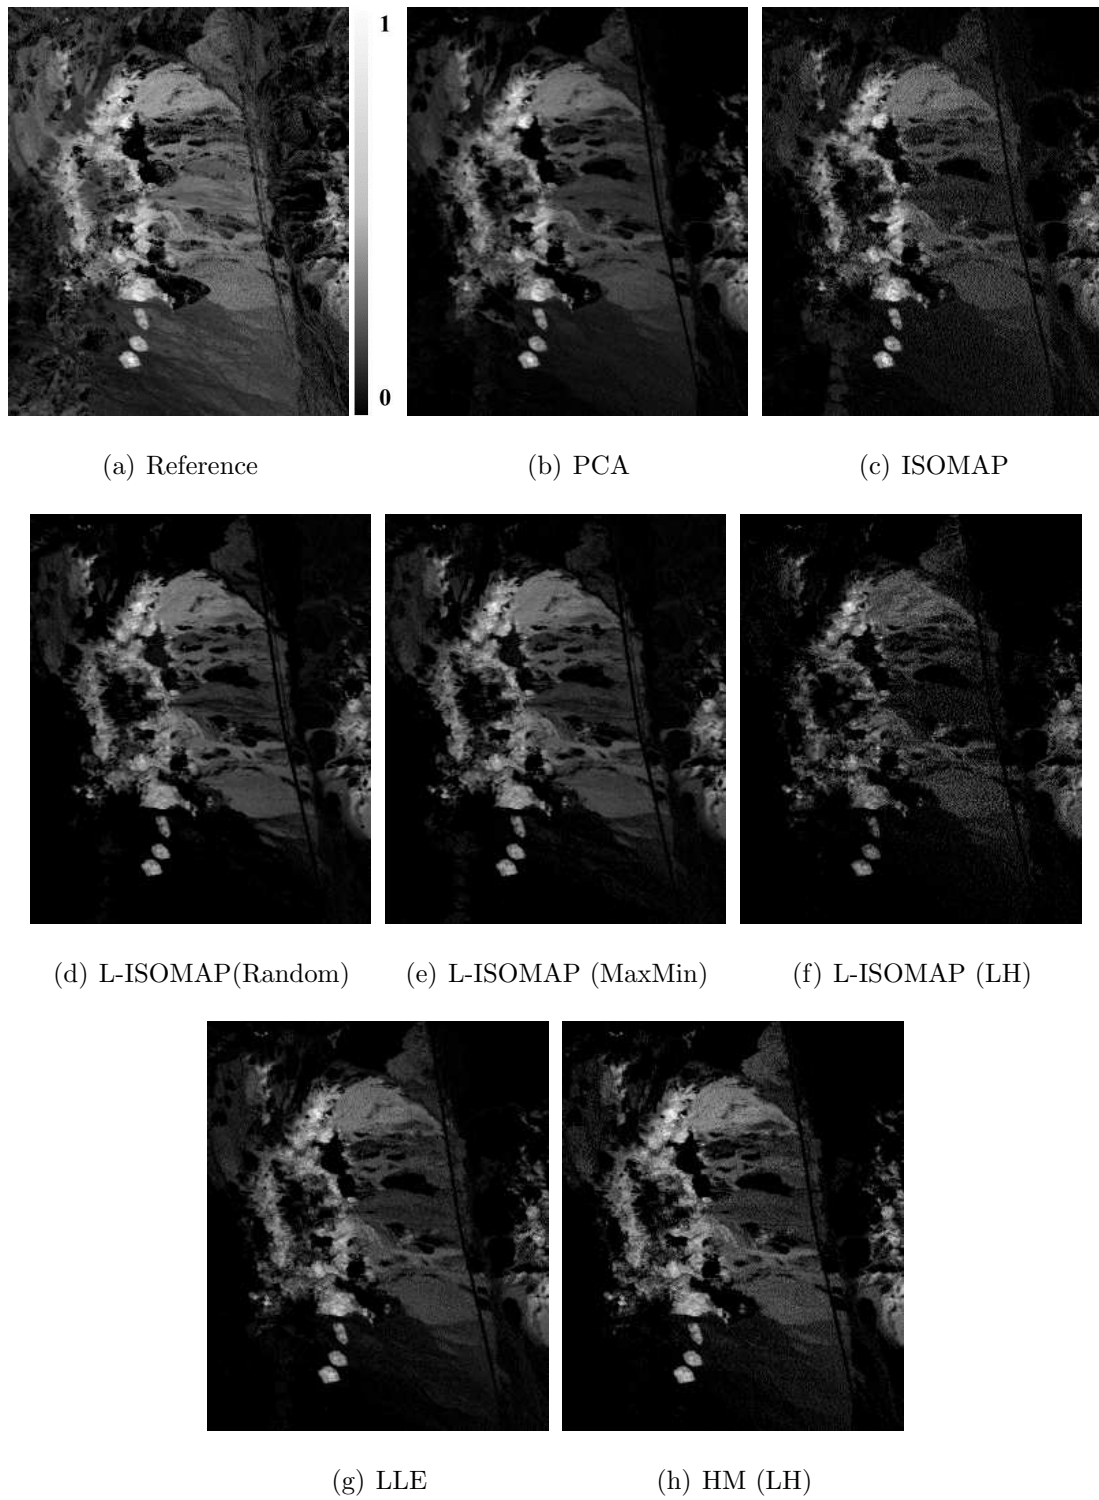 1
0
(a) Reference
(b) PCA
(c) ISOMAP
(d) L-ISOMAP(Random)
(e) L-ISOMAP (MaxMin)
(f) L-ISOMAP (LH)
(g) LLE
(h) HM (LH)